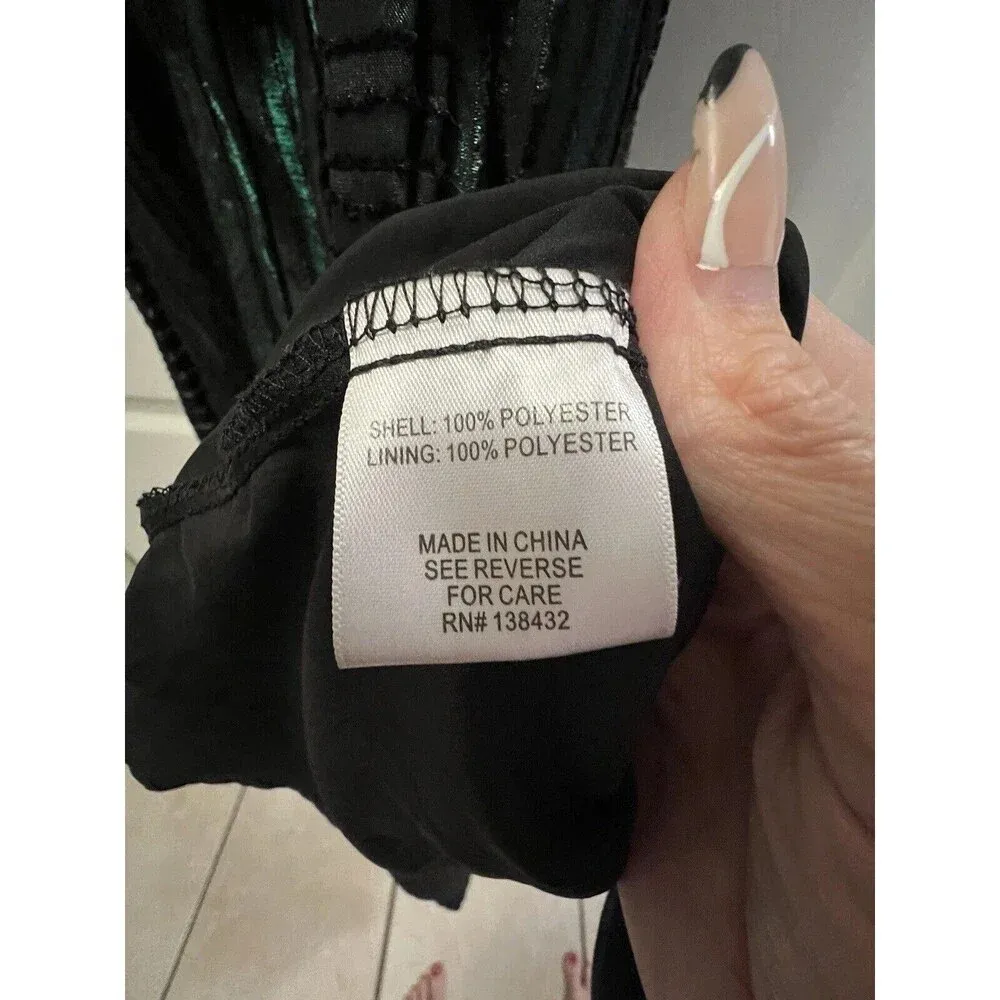 SHELL: 100% POLYESTER
LINING: 100% POLYESTER
MADE IN CHINA
SEE REVERSE
FOR CARE
RN# 138432